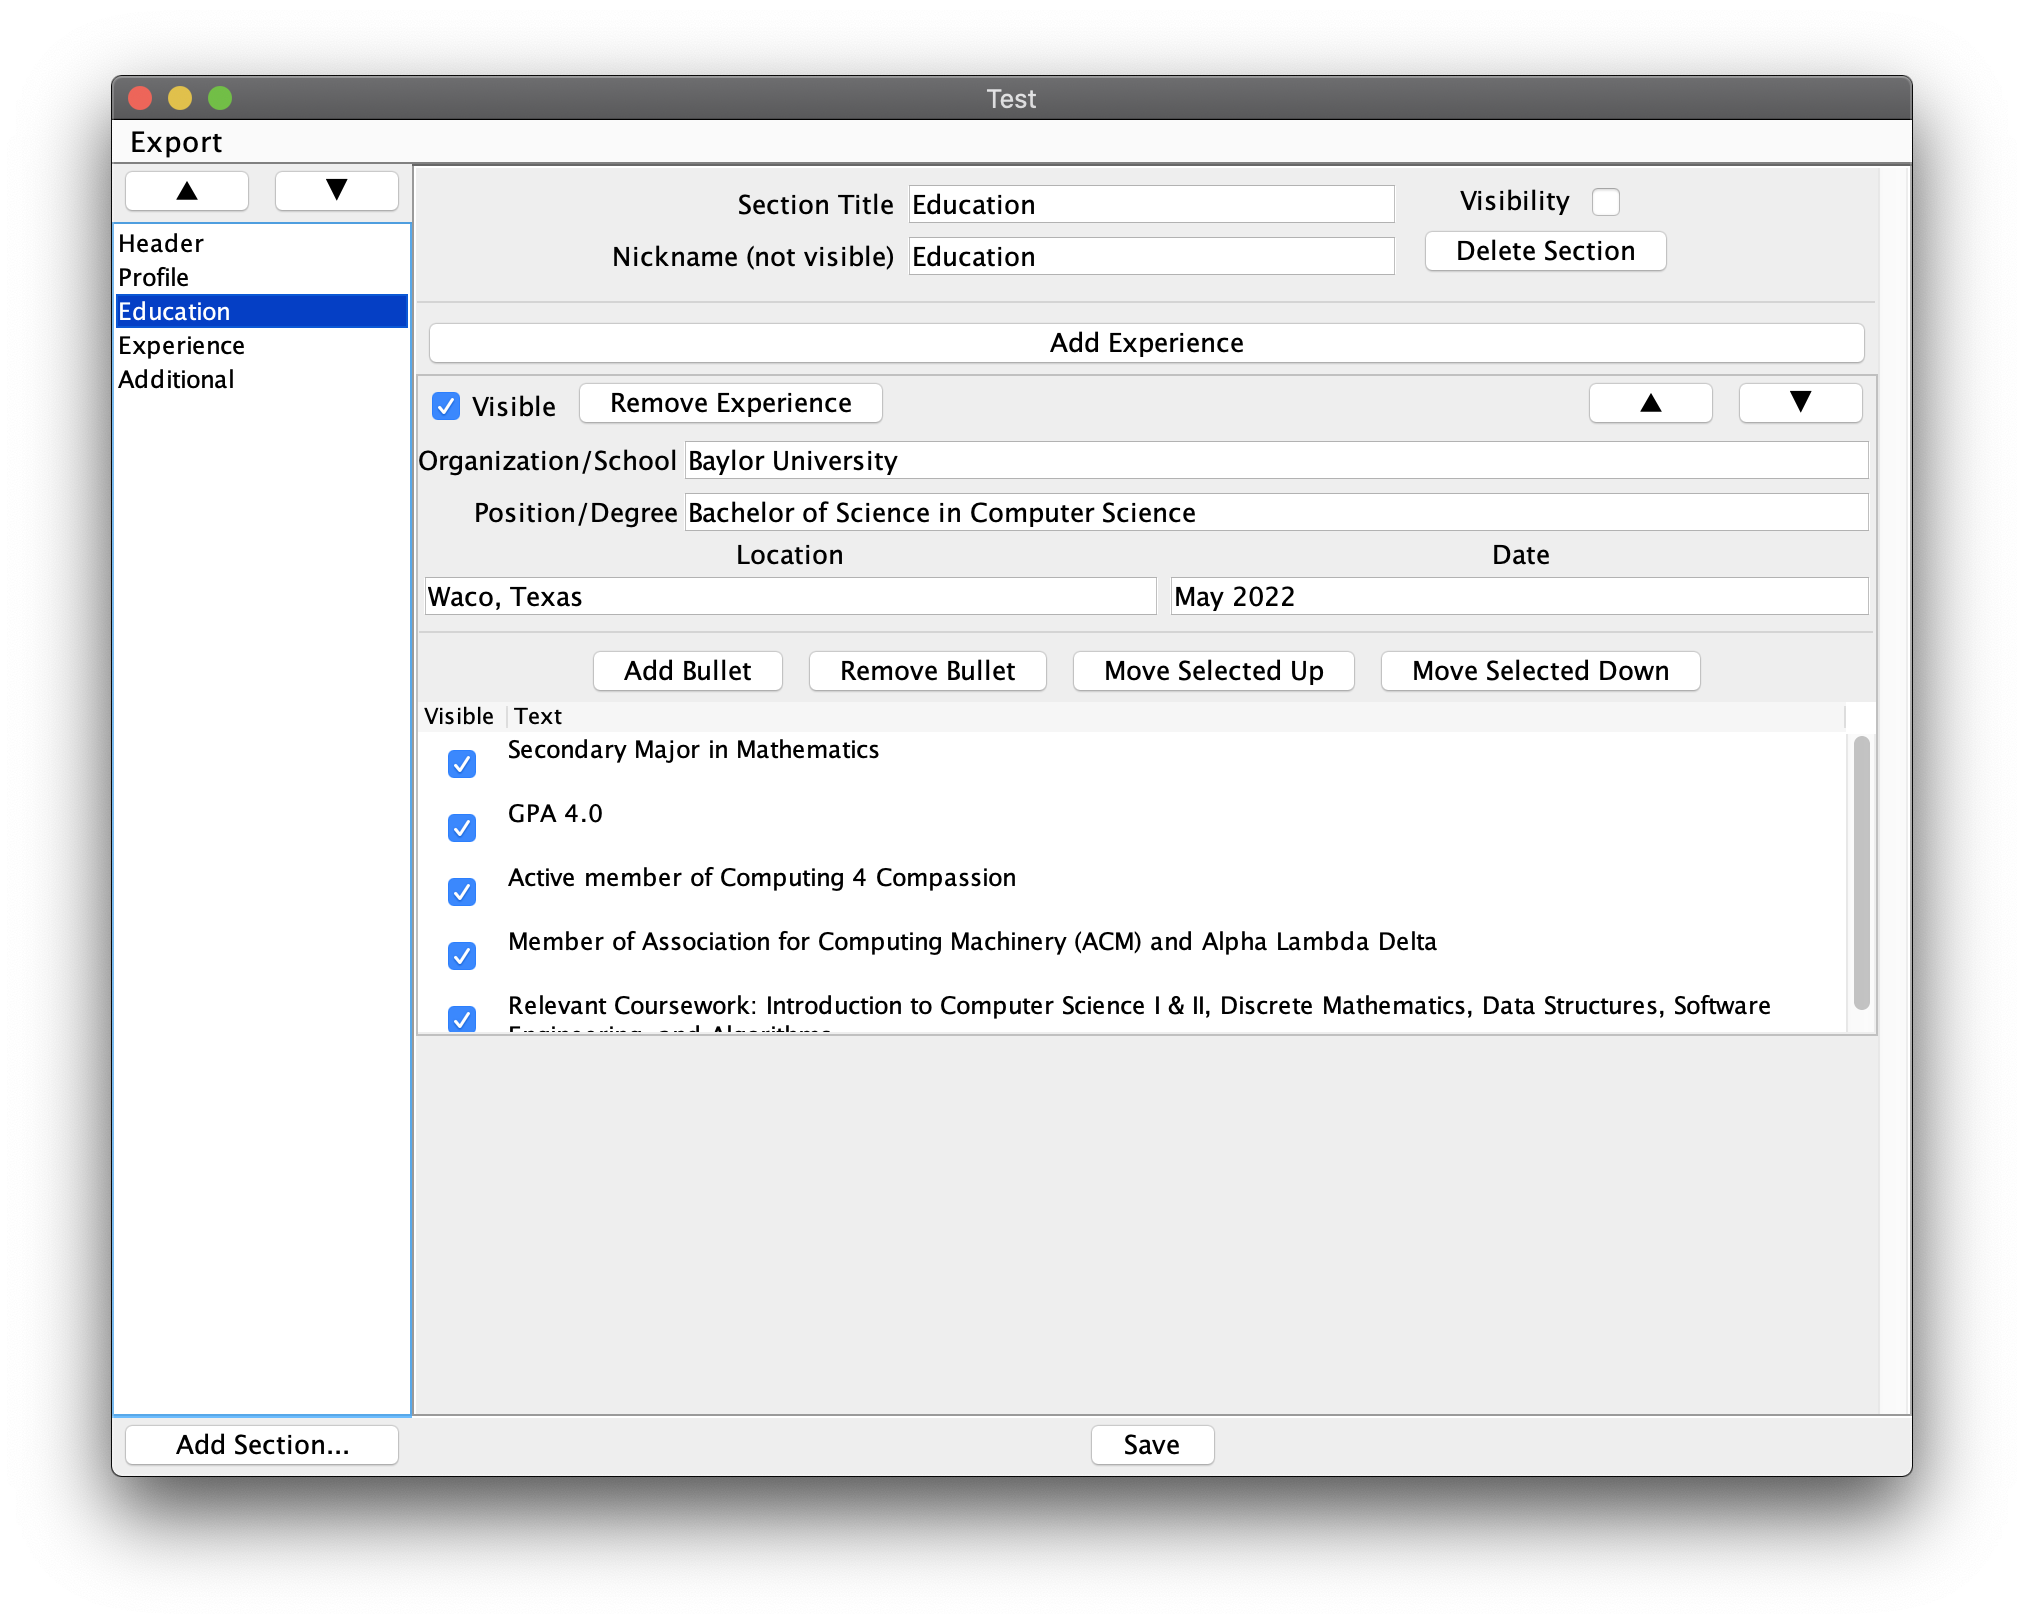 Test
Export
▲ ▼
Header
Profile
Education
Experience
Additional
Add Section...
Section Title Education Visibility
Nickname (not visible) Education Delete Section
Add Experience
Visible Remove Experience ▲ ▼
Organization/School Baylor University
Position/Degree Bachelor of Science in Computer Science
Location Date
Waco, Texas May 2022
Add Bullet Remove Bullet Move Selected Up Move Selected Down
Visible Text
Secondary Major in Mathematics
GPA 4.0
Active member of Computing 4 Compassion
Member of Association for Computing Machinery (ACM) and Alpha Lambda Delta
Relevant Coursework: Introduction to Computer Science I & II, Discrete Mathematics, Data Structures, Software
Engineering, and Algorithms
Save